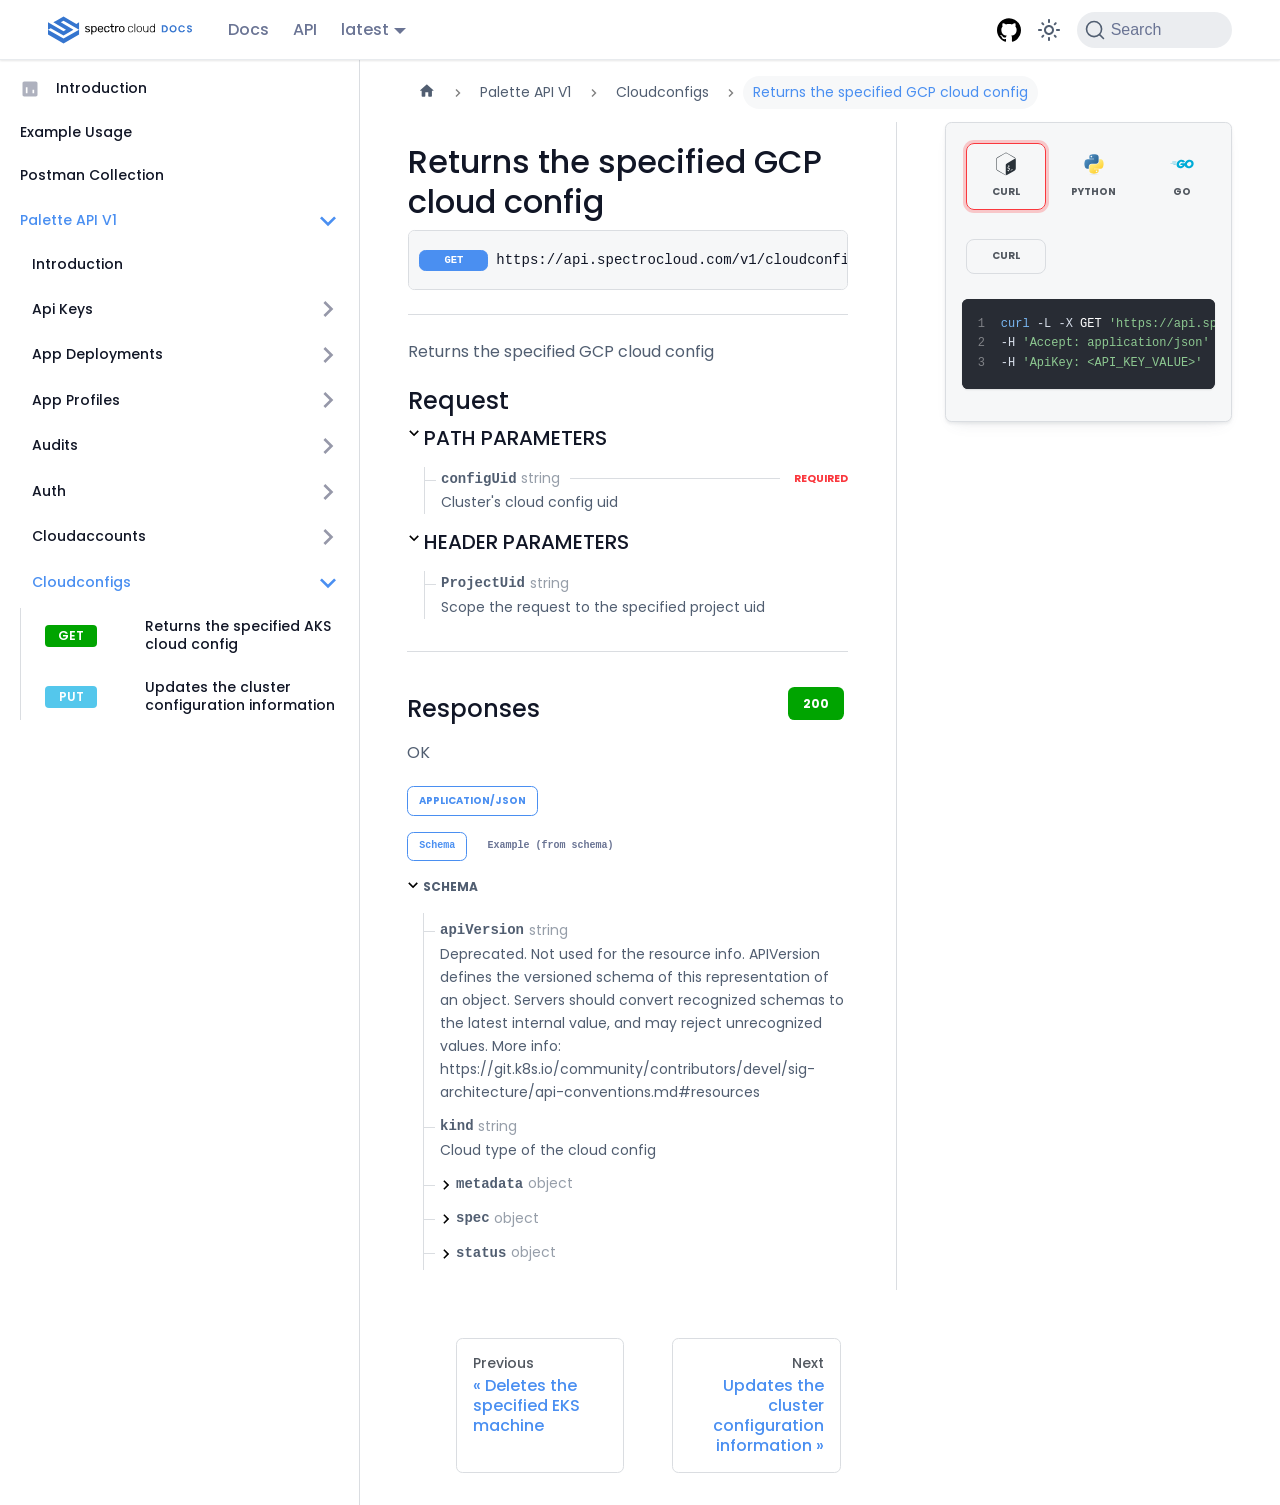 spectro cloud DOCS
Docs
API
latest
Search
Introduction
Example Usage
Postman Collection
Palette API V1
Introduction
Api Keys
App Deployments
App Profiles
Audits
Auth
Cloudaccounts
Cloudconfigs
GET
Returns the specified AKS
cloud config
PUT
Updates the cluster
configuration information
Palette API V1
Cloudconfigs
Returns the specified GCP cloud config
Returns the specified GCP
cloud config
GET
https://api.spectrocloud.com/v1/cloudconfi
Returns the specified GCP cloud config
Request
PATH PARAMETERS
configUid string
REQUIRED
Cluster's cloud config uid
HEADER PARAMETERS
ProjectUid string
Scope the request to the specified project uid
Responses
200
OK
APPLICATION/JSON
Schema
Example (from schema)
SCHEMA
apiVersion string
Deprecated. Not used for the resource info. APIVersion
defines the versioned schema of this representation of
an object. Servers should convert recognized schemas to
the latest internal value, and may reject unrecognized
values. More info:
https://git.k8s.io/community/contributors/devel/sig-
architecture/api-conventions.md#resources
kind string
Cloud type of the cloud config
metadata object
spec object
status object
CURL
PYTHON
GO
CURL
1 curl -L -X GET 'https://api.sp
2 -H 'Accept: application/json'
3 -H 'ApiKey: <API_KEY_VALUE>'
Previous
« Deletes the
specified EKS
machine
Next
Updates the
cluster
configuration
information »